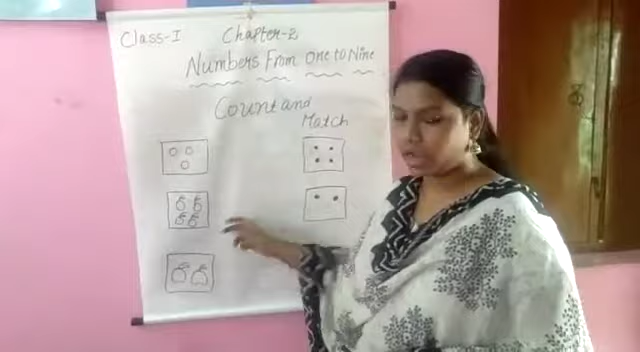 Class-I
Chapter-2
Numbers From One to Nine
Count and
Match